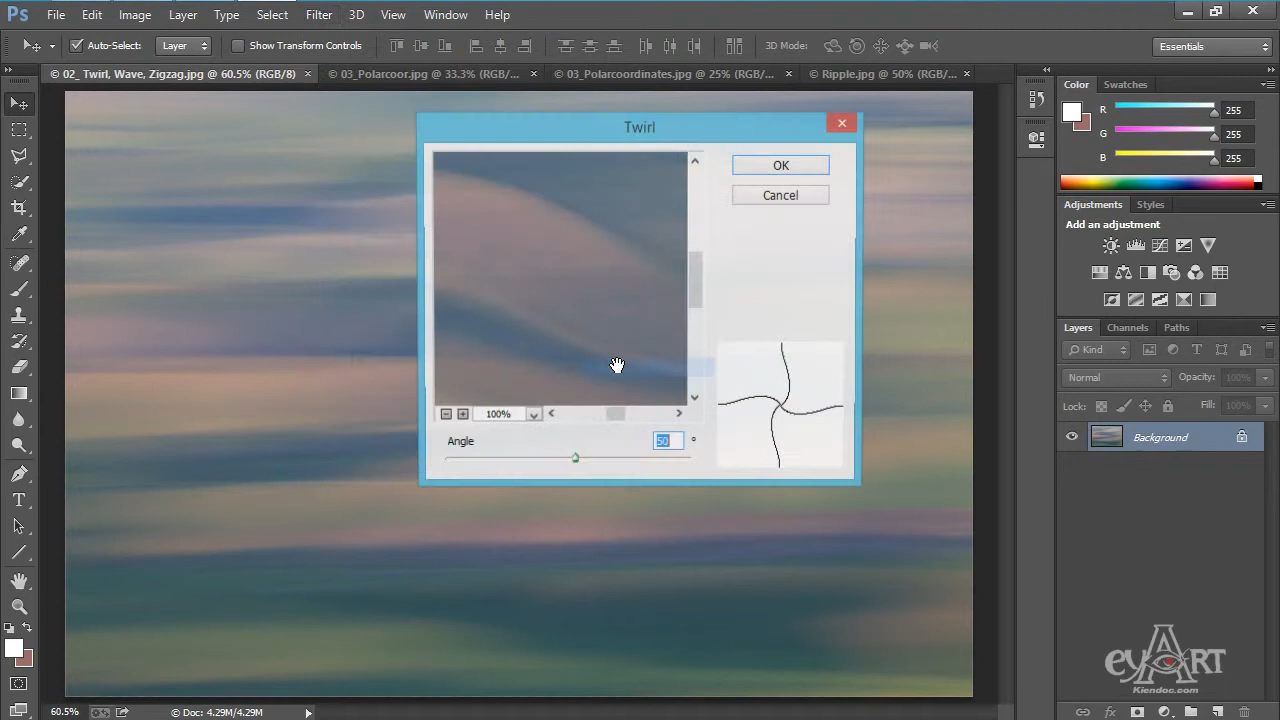 Ps File Edit Image Layer Type Select Filter 3D View Window Help
Auto-Select: Layer Show Transform Controls 3D Mode: Essentials
© 02_ Twirl, Wave, Zigzag.jpg @ 60.5% (RGB/8) × © 03_Polarcoor.jpg @ 33.3% (RGB/... × © 03_Polarcoordinates.jpg @ 25% (RGB/... × © Ripple.jpg @ 50% (RGB/... ×
Color Swatches
R 255
G 255
B 255
Twirl
OK
Cancel
100%
Angle 50 °
Adjustments Styles
Add an adjustment
Layers Channels Paths
Kind
Normal Opacity: 100%
Lock: Fill: 100%
Background
eyArt
Kiendoc.com
60.5% © Doc: 4.29M/4.29M